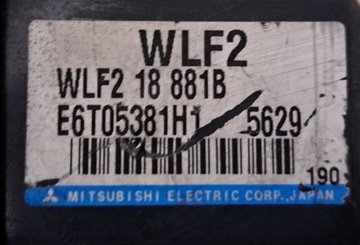 WLF2
WLF2 18 881B
E6T05381H1 5629
190
MITSUBISHI ELECTRIC CORP., JAPAN